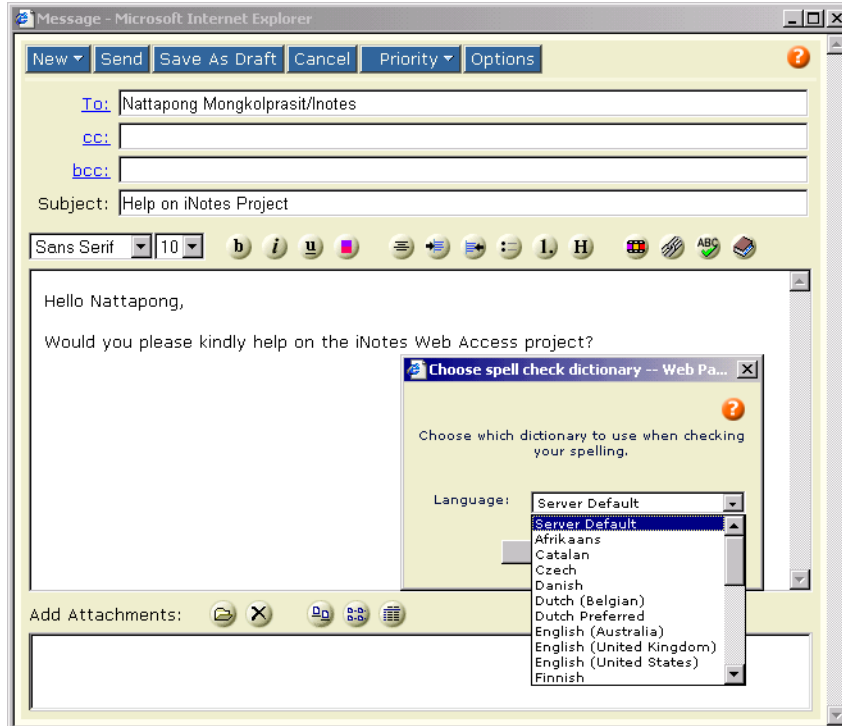 Message - Microsoft Internet Explorer
New Send Save As Draft Cancel Priority Options
To: Nattapong Mongkolprasit/Inotes
cc:
bcc:
Subject: Help on iNotes Project
Sans Serif 10 b i u 1. H ABC
Hello Nattapong,
Would you please kindly help on the iNotes Web Access project?
Choose spell check dictionary -- Web Pa...
?
Choose which dictionary to use when checking
your spelling.
Language: Server Default
Server Default
Afrikaans
Catalan
Czech
Danish
Dutch (Belgian)
Dutch Preferred
English (Australia)
English (United Kingdom)
English (United States)
Finnish
Add Attachments: